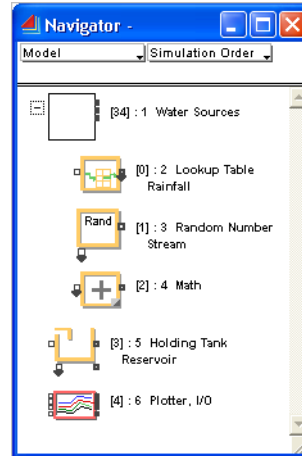 Navigator -
Model Simulation Order
[34] : 1 Water Sources
[0] : 2 Lookup Table
Rainfall
Rand
[1] : 3 Random Number
Stream
[2] : 4 Math
[3] : 5 Holding Tank
Reservoir
[4] : 6 Plotter, I/O